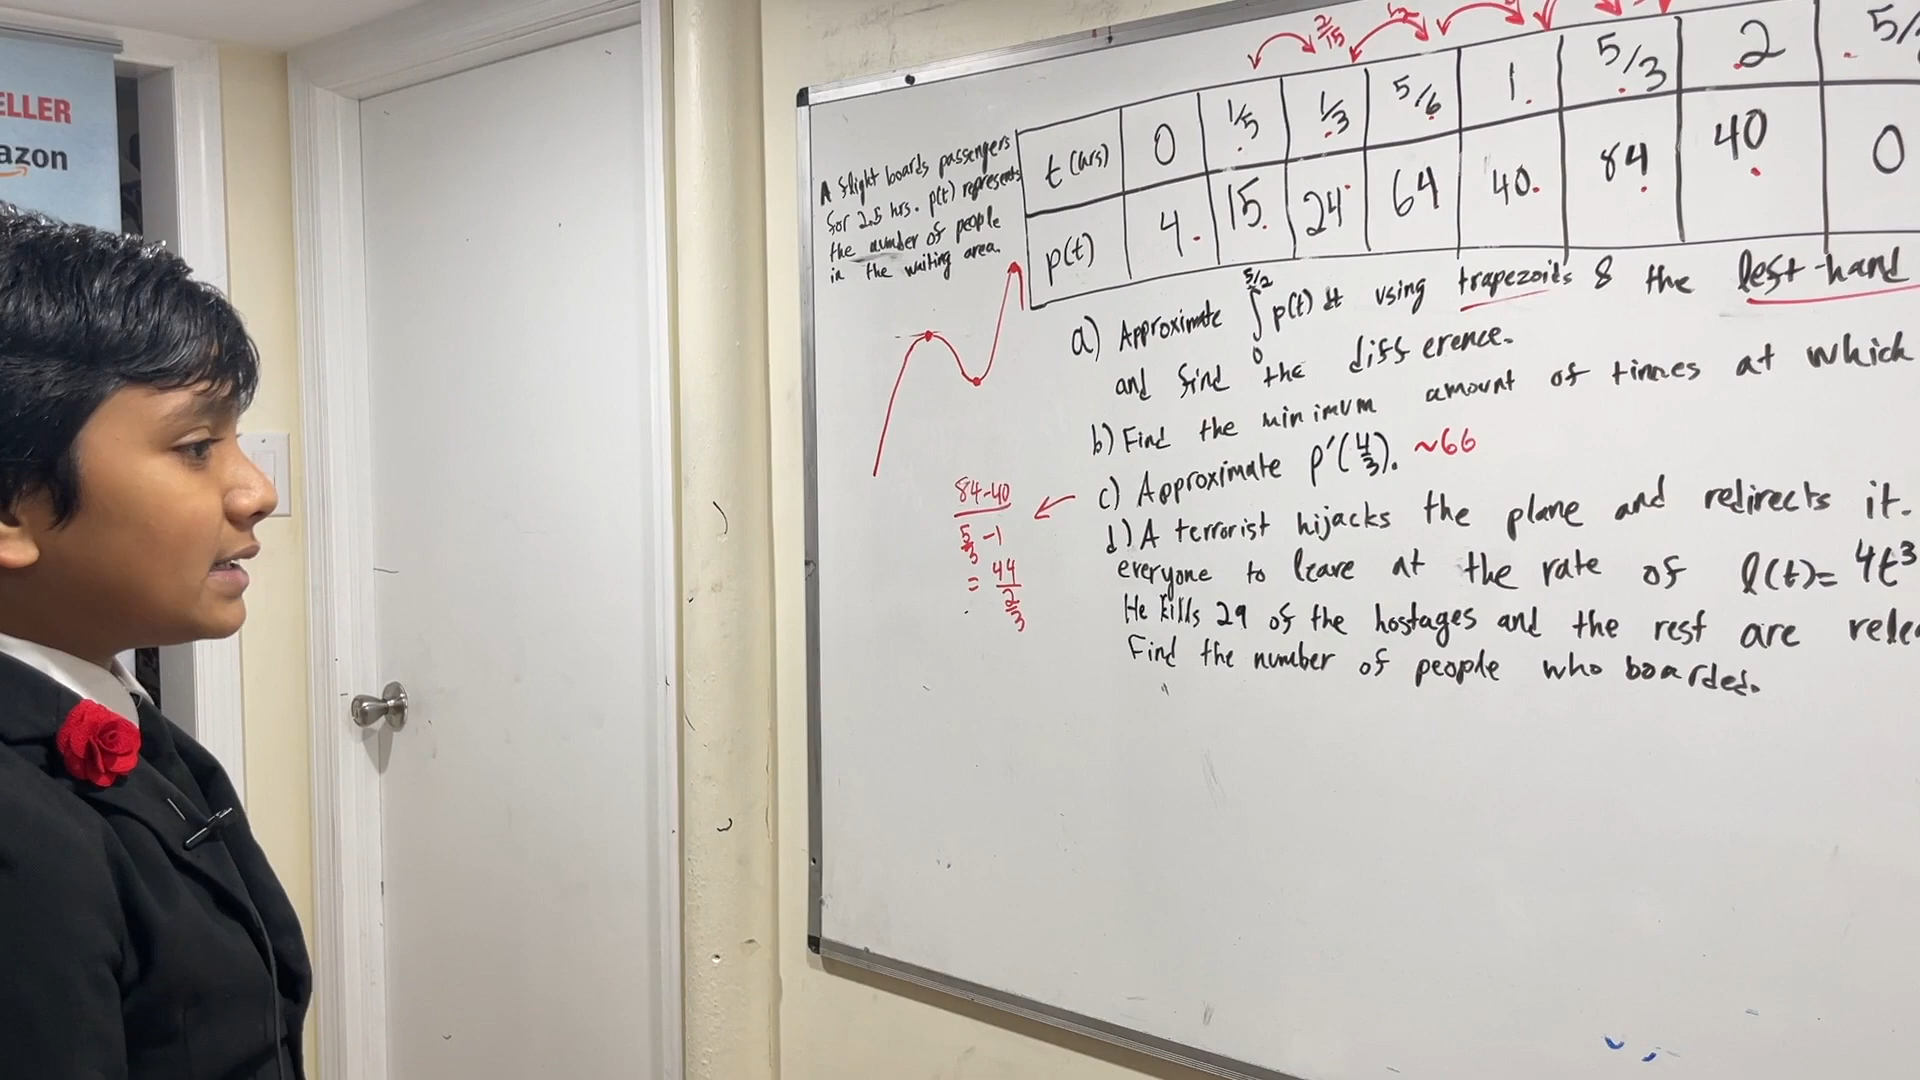 ELLER
azon
A flight boards passengers
for 2.5 hrs. p(t) represents
the number of people
in the waiting area.
t (hrs) 0 1/5 1/3 5/6 1 5/3 2 5/
p(t) 4 15 24 64 40 84 40 0
2/15
a) Approximate ∫₀^{5/2} p(t) dt using trapezoids & the left-hand
and find the difference.
b) Find the minimum amount of times at which
c) Approximate p'(4/3). ~66
84-40
5/3 -1
= 44
2/3
d) A terrorist hijacks the plane and redirects it.
everyone to leave at the rate of l(t)= 4t³
He kills 29 of the hostages and the rest are relea
Find the number of people who boarded.